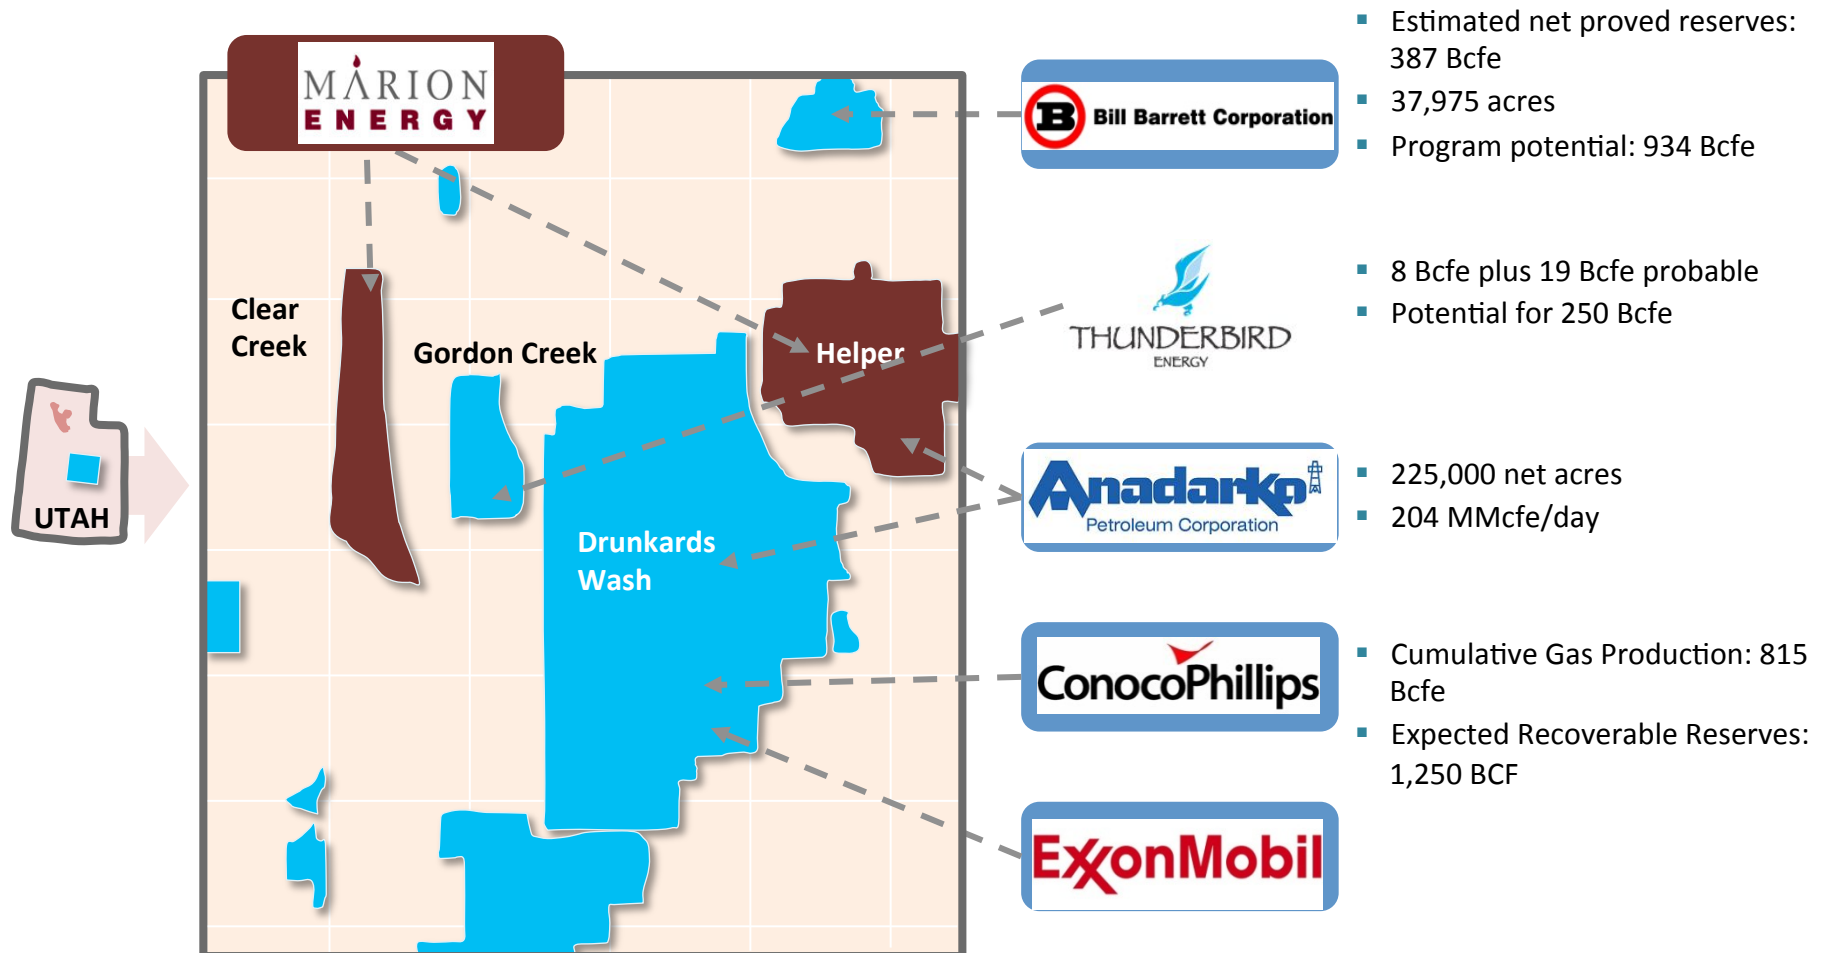 MARION
ENERGY
Clear
Creek
Gordon Creek
Helper
Drunkards
Wash
UTAH
B Bill Barrett Corporation
▪ Estimated net proved reserves:
387 Bcfe
▪ 37,975 acres
▪ Program potential: 934 Bcfe
THUNDERBIRD
ENERGY
▪ 8 Bcfe plus 19 Bcfe probable
▪ Potential for 250 Bcfe
Anadarko
Petroleum Corporation
▪ 225,000 net acres
▪ 204 MMcfe/day
ConocoPhillips
▪ Cumulative Gas Production: 815
Bcfe
▪ Expected Recoverable Reserves:
1,250 BCF
ExxonMobil